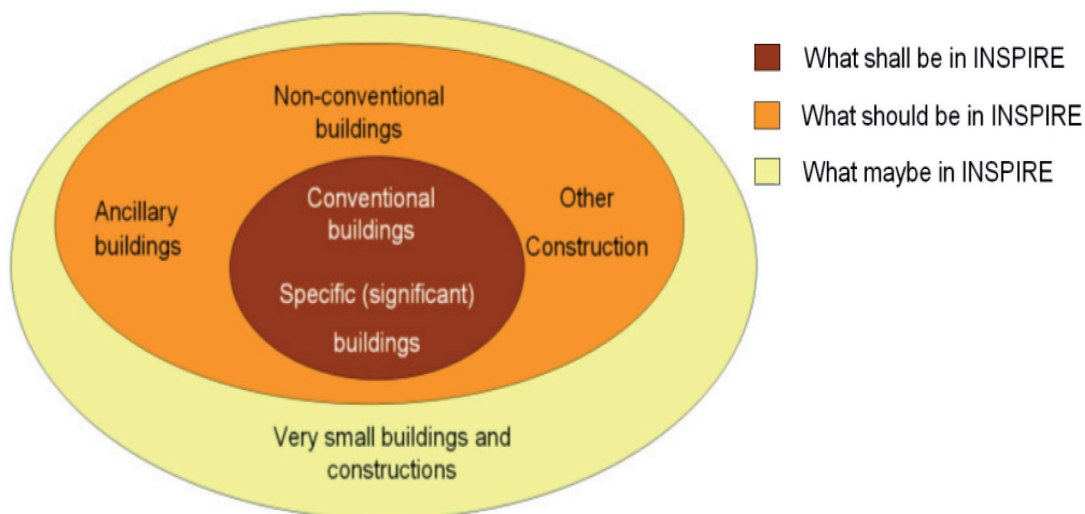 Non-conventional
buildings
Conventional
buildings
Ancillary
buildings
Other
Construction
Specific (significant)
buildings
Very small buildings and
constructions
What shall be in INSPIRE
What should be in INSPIRE
What maybe in INSPIRE